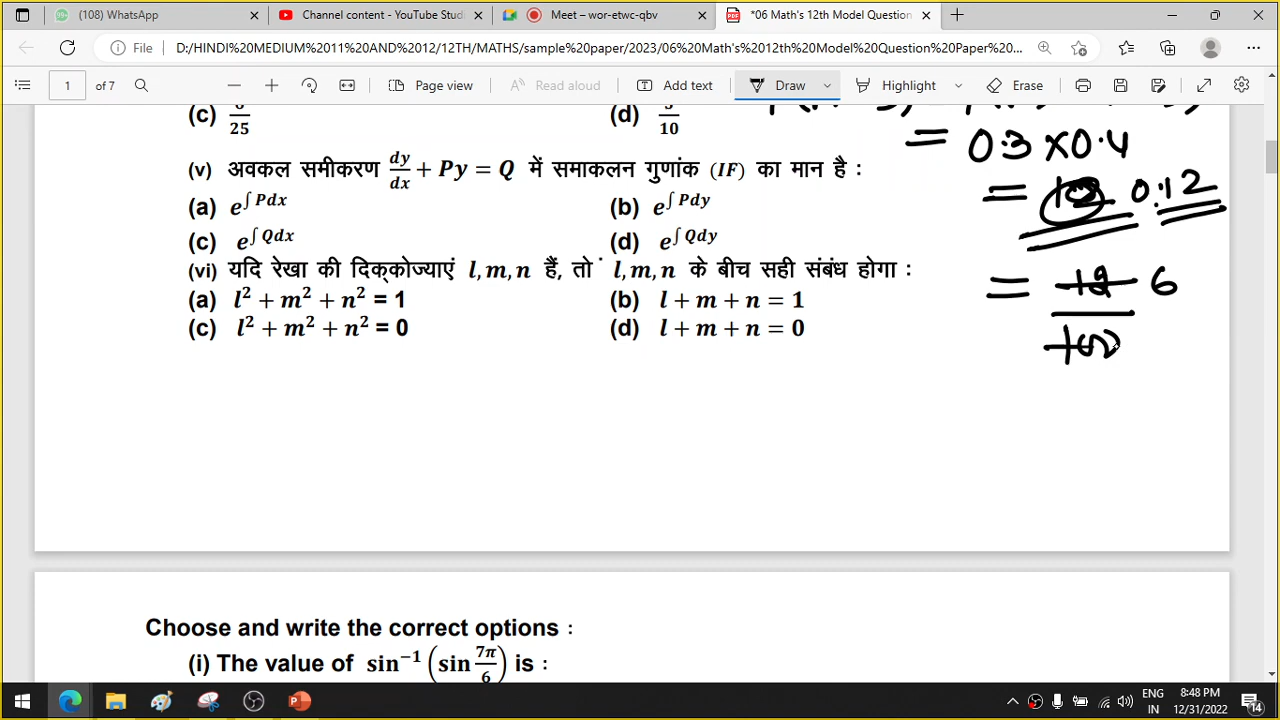 (108) WhatsApp
Channel content - YouTube Studi
Meet – wor-etwc-qbv
*06 Math's 12th Model Question
File
D:/HINDI%20MEDIUM%2011%20AND%2012/12TH/MATHS/sample%20paper/2023/06%20Math's%2012th%20Model%20Question%20Paper%20...
1 of 7
Page view
Read aloud
Add text
Draw
Highlight
Erase
(c) /25
(d) /10
= 0.3 × 0.4
(v) अवकल समीकरण dy/dx + Py = Q में समाकलन गुणांक (IF) का मान है :
= 12 0.12
(a) e^∫Pdx
(b) e^∫Pdy
(c) e^∫Qdx
(d) e^∫Qdy
(vi) यदि रेखा की दिक्कोज्याएं l, m, n हैं, तो l, m, n के बीच सही संबंध होगा :
= 12 6
100
(a) l² + m² + n² = 1
(b) l + m + n = 1
(c) l² + m² + n² = 0
(d) l + m + n = 0
Choose and write the correct options :
(i) The value of sin⁻¹ (sin 7π/6) is :
ENG
IN
8:48 PM
12/31/2022
14